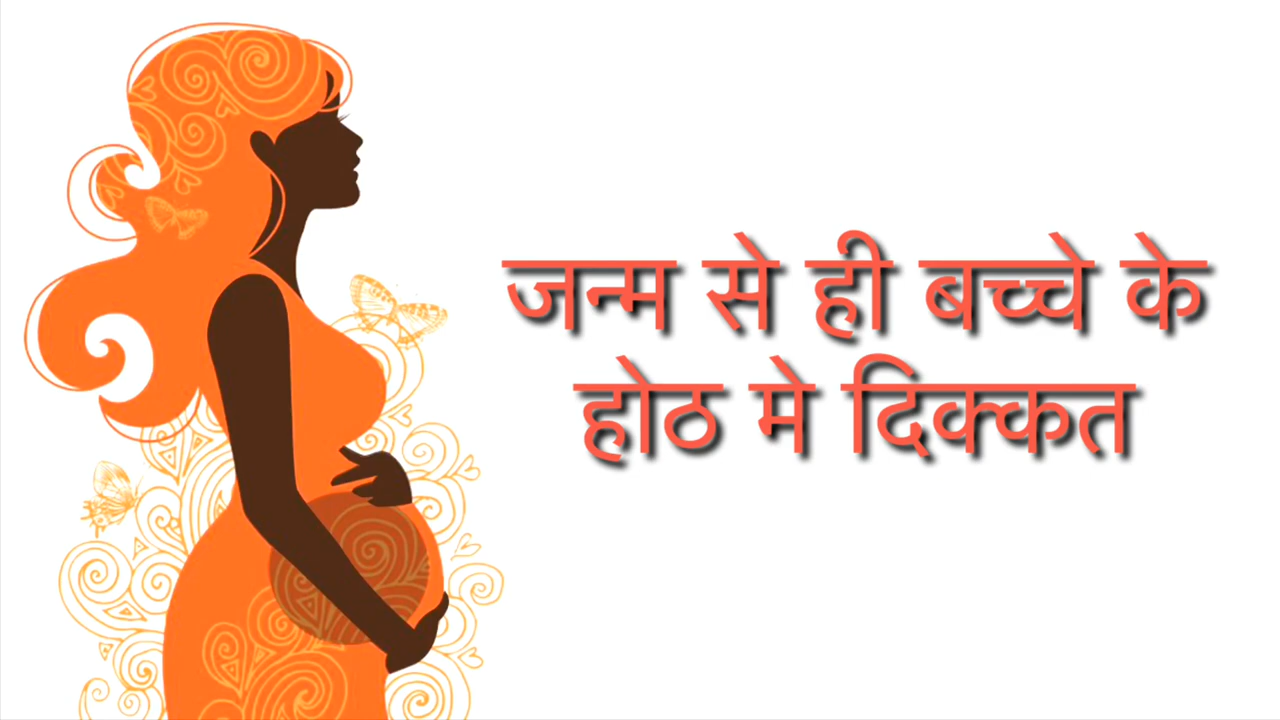 जन्म से ही बच्चे के
होठ मे दिक्कत